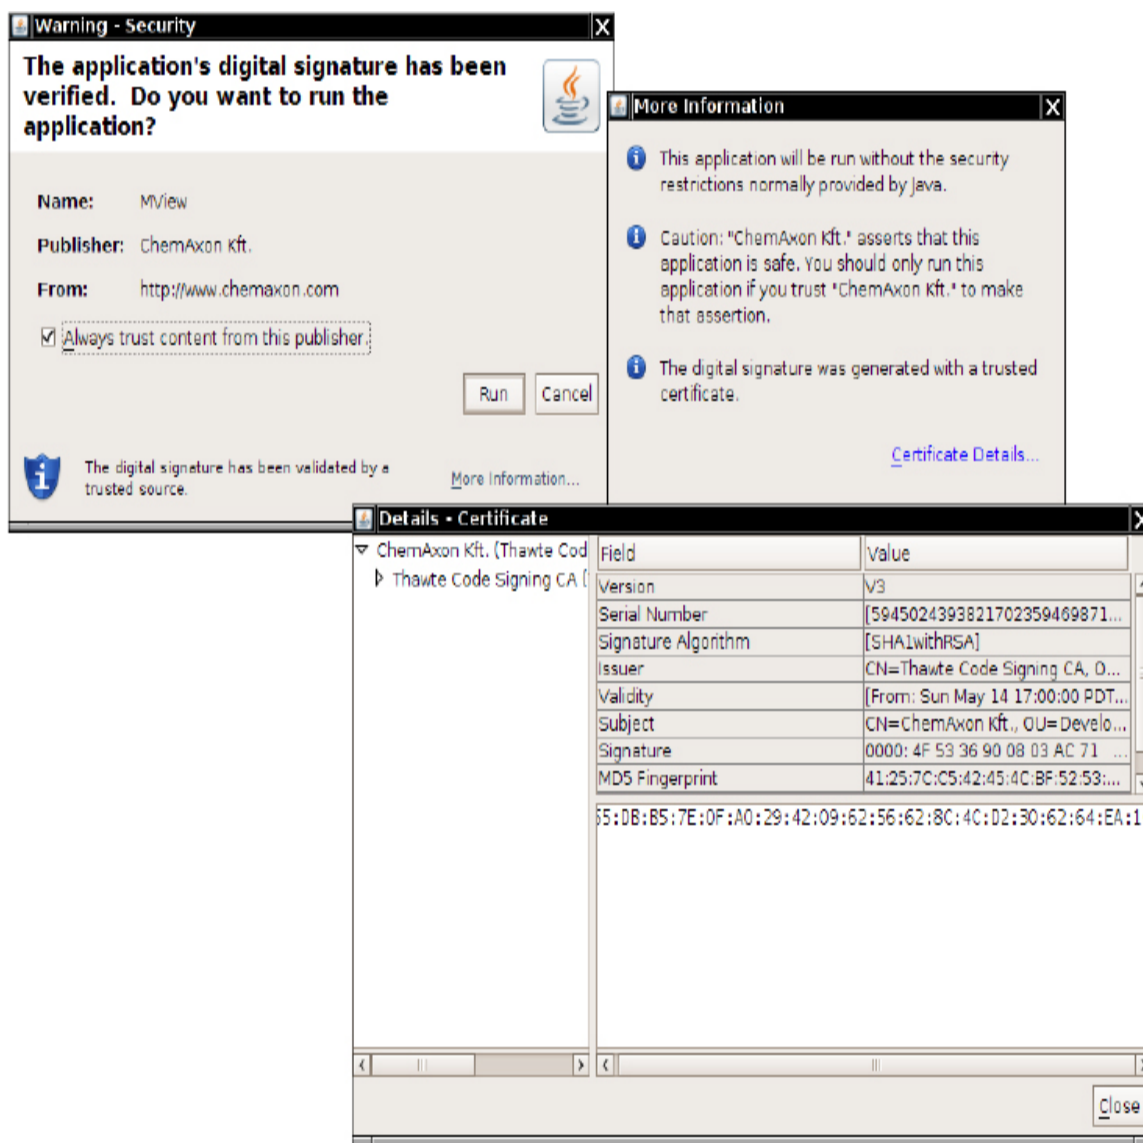 Warning - Security
The application's digital signature has been
verified.  Do you want to run the
application?
Name: MView
Publisher: ChemAxon Kft.
From: http://www.chemaxon.com
Always trust content from this publisher.
Run Cancel
The digital signature has been validated by a
trusted source.
More Information...
More Information
This application will be run without the security
restrictions normally provided by Java.
Caution: "ChemAxon Kft." asserts that this
application is safe. You should only run this
application if you trust "ChemAxon Kft." to make
that assertion.
The digital signature was generated with a trusted
certificate.
Certificate Details...
Details - Certificate
ChemAxon Kft. (Thawte Cod
Thawte Code Signing CA (
Field Value
Version V3
Serial Number [5945024393821702359469871...
Signature Algorithm [SHA1withRSA]
Issuer CN=Thawte Code Signing CA, O...
Validity [From: Sun May 14 17:00:00 PDT...
Subject CN=ChemAxon Kft., OU=Develo...
Signature 0000: 4F 53 36 90 08 03 AC 71 ...
MD5 Fingerprint 41:25:7C:C5:42:45:4C:BF:52:53:...
55:DB:B5:7E:0F:A0:29:42:09:62:56:62:8C:4C:D2:30:62:64:EA:1
Close